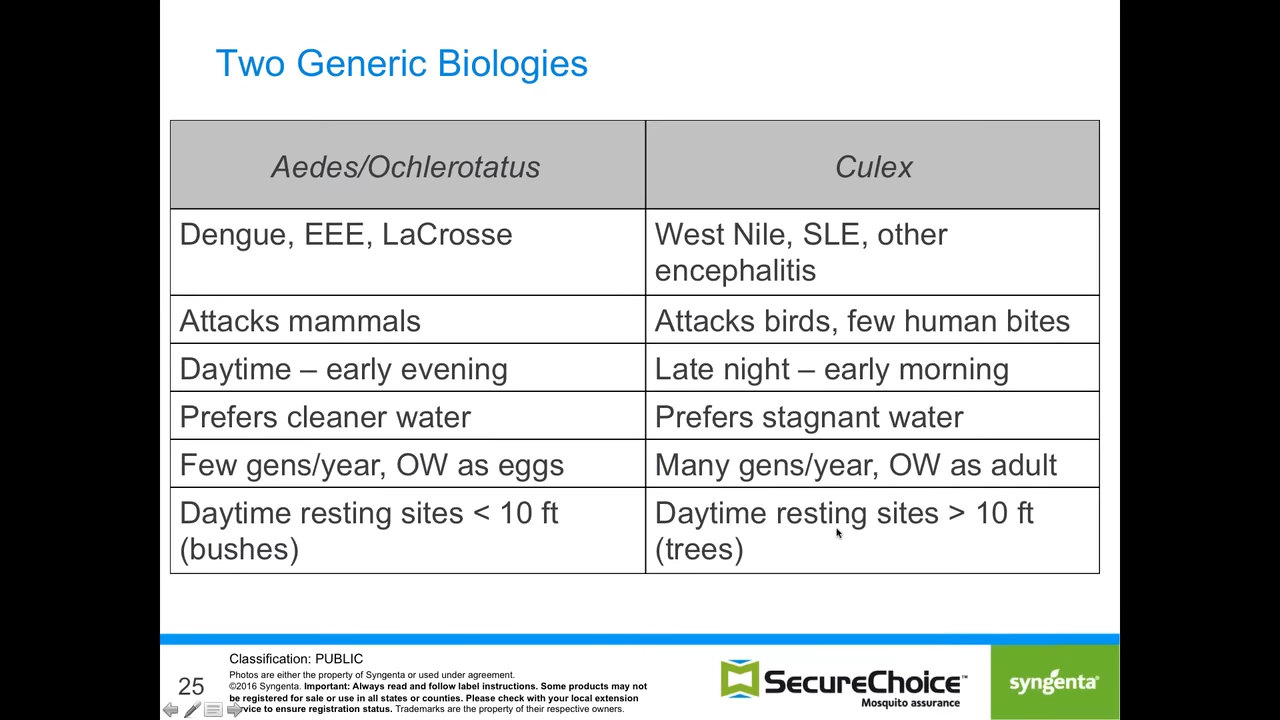 Two Generic Biologies
Aedes/Ochlerotatus
Culex
Dengue, EEE, LaCrosse
West Nile, SLE, other
encephalitis
Attacks mammals
Attacks birds, few human bites
Daytime – early evening
Late night – early morning
Prefers cleaner water
Prefers stagnant water
Few gens/year, OW as eggs
Many gens/year, OW as adult
Daytime resting sites < 10 ft
(bushes)
Daytime resting sites > 10 ft
(trees)
25
Classification: PUBLIC
Photos are either the property of Syngenta or used under agreement.
©2016 Syngenta. Important: Always read and follow label instructions. Some products may not
be registered for sale or use in all states or counties. Please check with your local extension
to ensure registration status. Trademarks are the property of their respective owners.
SecureChoice™
Mosquito assurance
syngenta